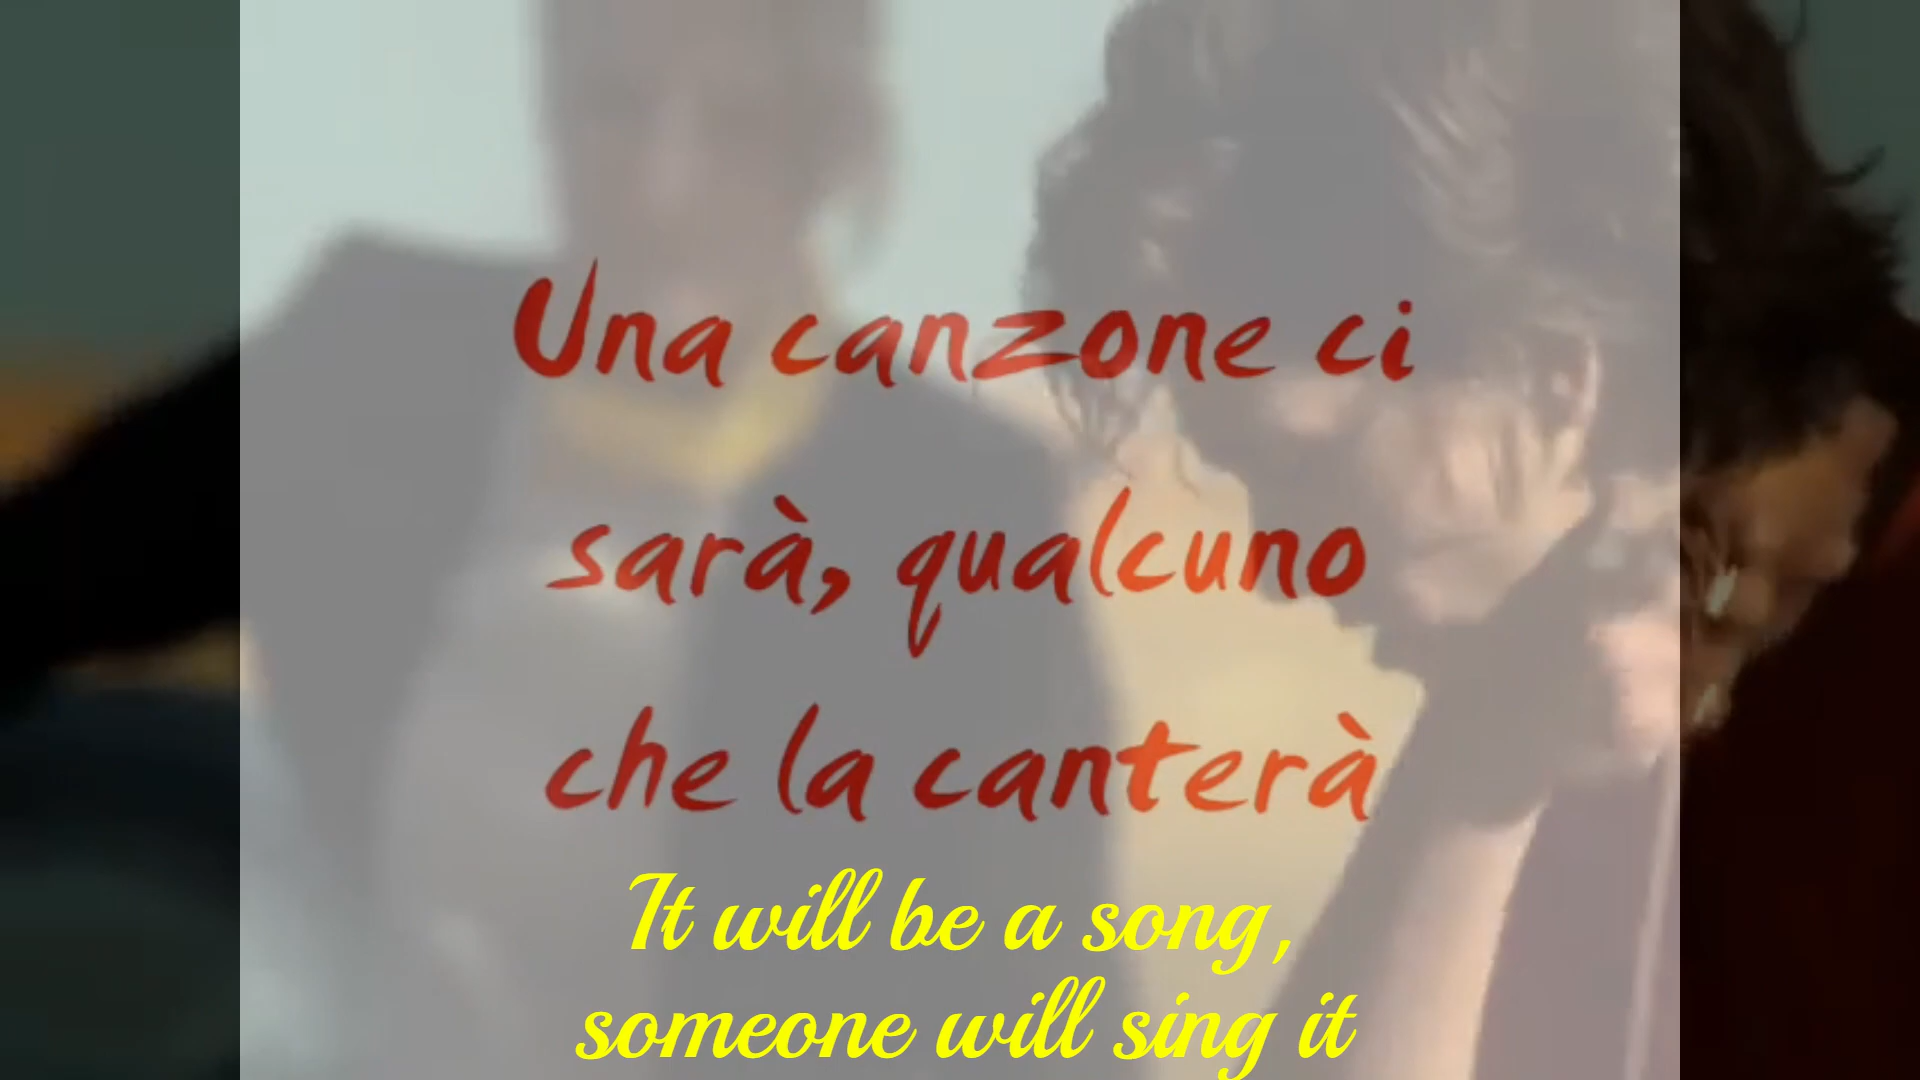 Una canzone ci
sarà, qualcuno
che la canterà
It will be a song,
someone will sing it